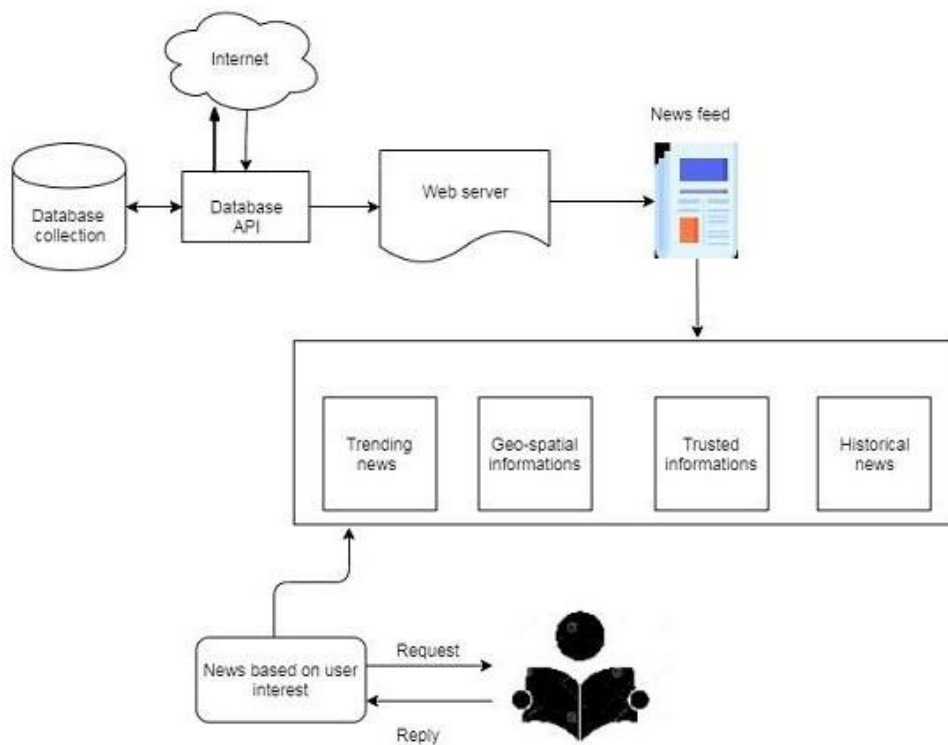 Internet
News feed
Web server
Database
API
Database
collection
Trending
news
Geo-spatial
informations
Trusted
informations
Historical
news
News based on user
interest
Request
Reply